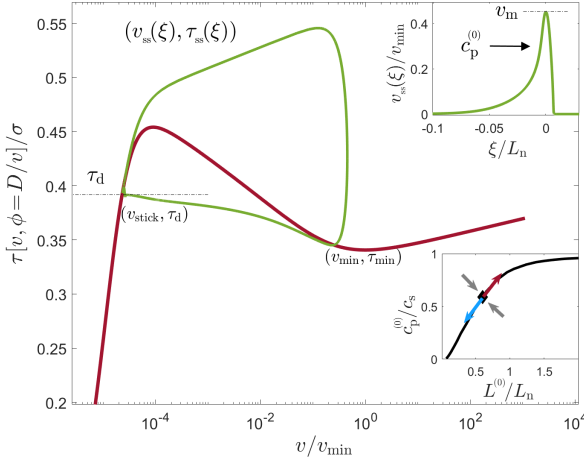 (v_ss(ξ), τ_ss(ξ))
τ_d
(v_stick, τ_d)
(v_min, τ_min)
τ[v, ϕ=D/v]/σ
0.55
0.5
0.45
0.4
0.35
0.3
0.25
0.2
10^-4
10^-2
10^0
10^2
10^4
v/v_min
v_ss(ξ)/v_min
0.4
0.2
0
v_m
c_p^(0)
-0.1
-0.05
0
ξ/L_n
c_p^(0)/c_s
1
0.5
0
0.5
1
1.5
L^(0)/L_n